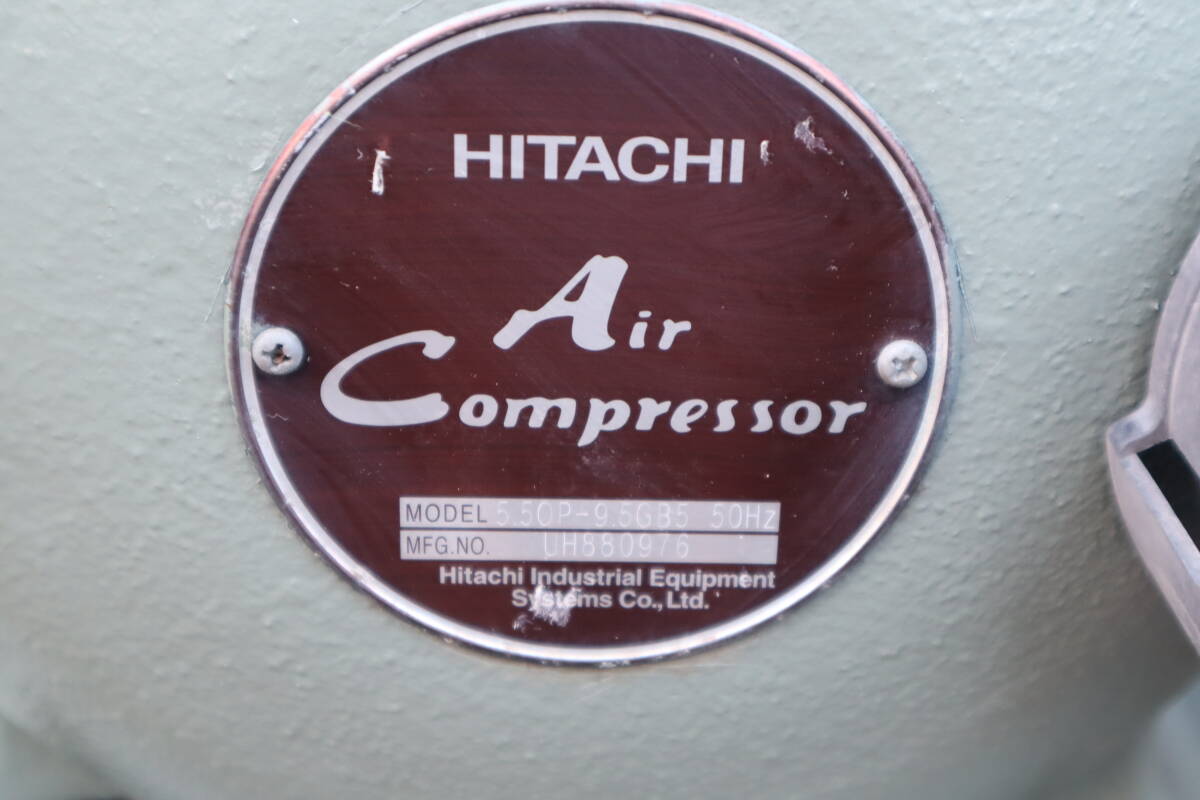 HITACHI
Air
Compressor
MODEL 5.5OP-9.5GB5 50Hz
MFG.NO. UH880976
Hitachi Industrial Equipment
Systems Co.,Ltd.